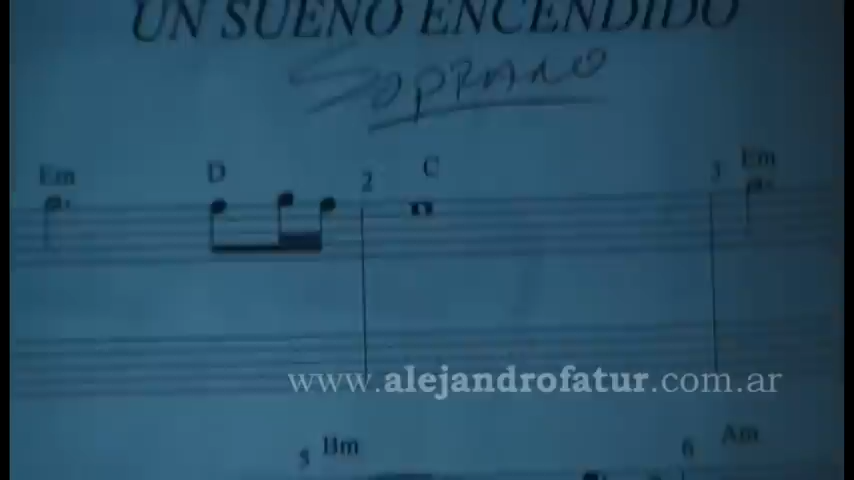 UN SUEÑO ENCENDIDO
SOPRANO
Em D 2 C 3 Em
www.alejandrofatur.com.ar
5 Bm 6 Am